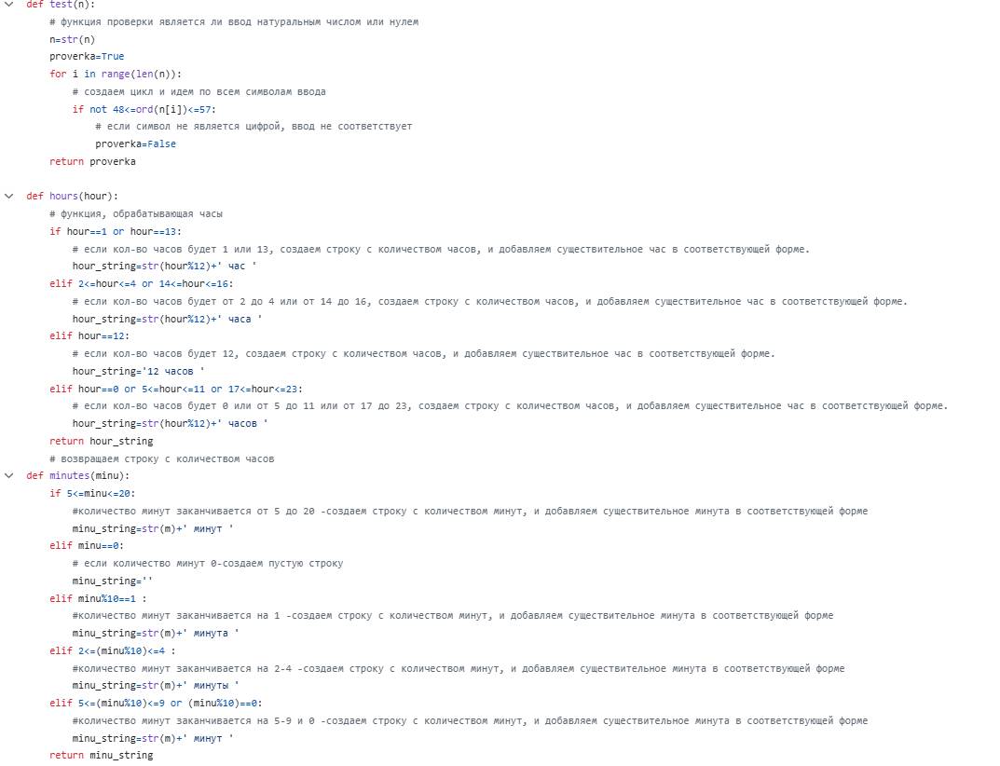 def test(n):
    # функция проверки является ли ввод натуральным числом или нулем
    n=str(n)
    proverka=True
    for i in range(len(n)):
        # создаем цикл и идем по всем символам ввода
        if not 48<=ord(n[i])<=57:
            # если символ не является цифрой, ввод не соответствует
            proverka=False
    return proverka

def hours(hour):
    # функция, обрабатывающая часы
    if hour==1 or hour==13:
        # если кол-во часов будет 1 или 13, создаем строку с количеством часов, и добавляем существительное час в соответствующей форме.
        hour_string=str(hour%12)+' час '
    elif 2<=hour<=4 or 14<=hour<=16:
        # если кол-во часов будет от 2 до 4 или от 14 до 16, создаем строку с количеством часов, и добавляем существительное час в соответствующей форме.
        hour_string=str(hour%12)+' часа '
    elif hour==12:
        # если кол-во часов будет 12, создаем строку с количеством часов, и добавляем существительное час в соответствующей форме.
        hour_string='12 часов '
    elif hour==0 or 5<=hour<=11 or 17<=hour<=23:
        # если кол-во часов будет 0 или от 5 до 11 или от 17 до 23, создаем строку с количеством часов, и добавляем существительное час в соответствующей форме.
        hour_string=str(hour%12)+' часов '
    return hour_string
    # возвращаем строку с количеством часов
def minutes(minu):
    if 5<=minu<=20:
        #количество минут заканчивается от 5 до 20 -создаем строку с количеством минут, и добавляем существительное минута в соответствующей форме
        minu_string=str(m)+' минут '
    elif minu==0:
        # если количество минут 0-создаем пустую строку
        minu_string=''
    elif minu%10==1 :
        #количество минут заканчивается на 1 -создаем строку с количеством минут, и добавляем существительное минута в соответствующей форме
        minu_string=str(m)+' минута '
    elif 2<=(minu%10)<=4 :
        #количество минут заканчивается на 2-4 -создаем строку с количеством минут, и добавляем существительное минута в соответствующей форме
        minu_string=str(m)+' минуты '
    elif 5<=(minu%10)<=9 or (minu%10)==0:
        #количество минут заканчивается на 5-9 и 0 -создаем строку с количеством минут, и добавляем существительное минута в соответствующей форме
        minu_string=str(m)+' минут '
    return minu_string